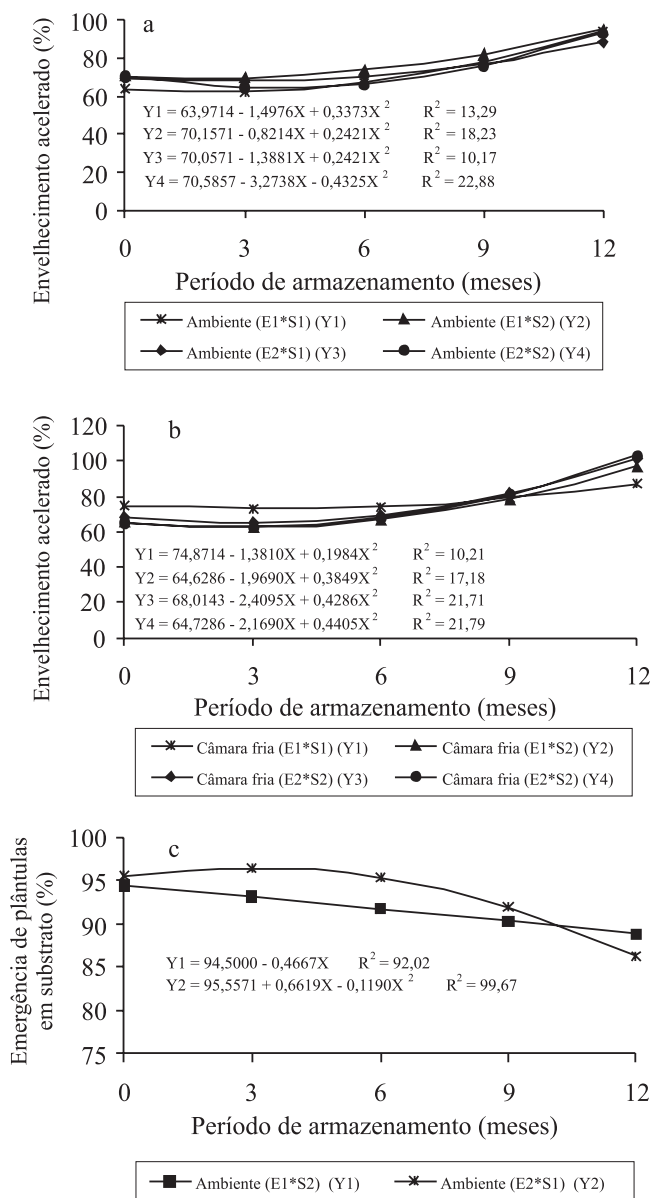 a
Envelhecimento acelerado (%)
100
80
60
40
20
0
Y1 = 63,9714 - 1,4976X + 0,3373X² R² = 13,29
Y2 = 70,1571 - 0,8214X + 0,2421X² R² = 18,23
Y3 = 70,0571 - 1,3881X + 0,2421X² R² = 10,17
Y4 = 70,5857 - 3,2738X - 0,4325X² R² = 22,88
0 3 6 9 12
Período de armazenamento (meses)
Ambiente (E1*S1) (Y1) Ambiente (E1*S2) (Y2)
Ambiente (E2*S1) (Y3) Ambiente (E2*S2) (Y4)
b
Envelhecimento acelerado (%)
120
100
80
60
40
20
0
Y1 = 74,8714 - 1,3810X + 0,1984X² R² = 10,21
Y2 = 64,6286 - 1,9690X + 0,3849X² R² = 17,18
Y3 = 68,0143 - 2,4095X + 0,4286X² R² = 21,71
Y4 = 64,7286 - 2,1690X + 0,4405X² R² = 21,79
0 3 6 9 12
Período de armazenamento (meses)
Câmara fria (E1*S1) (Y1) Câmara fria (E1*S2) (Y2)
Câmara fria (E2*S2) (Y3) Câmara fria (E2*S2) (Y4)
c
Emergência de plântulas
em substrato (%)
100
95
90
85
80
75
Y1 = 94,5000 - 0,4667X R² = 92,02
Y2 = 95,5571 + 0,6619X - 0,1190X² R² = 99,67
0 3 6 9 12
Período de armazenamento (meses)
Ambiente (E1*S2) (Y1) Ambiente (E2*S1) (Y2)